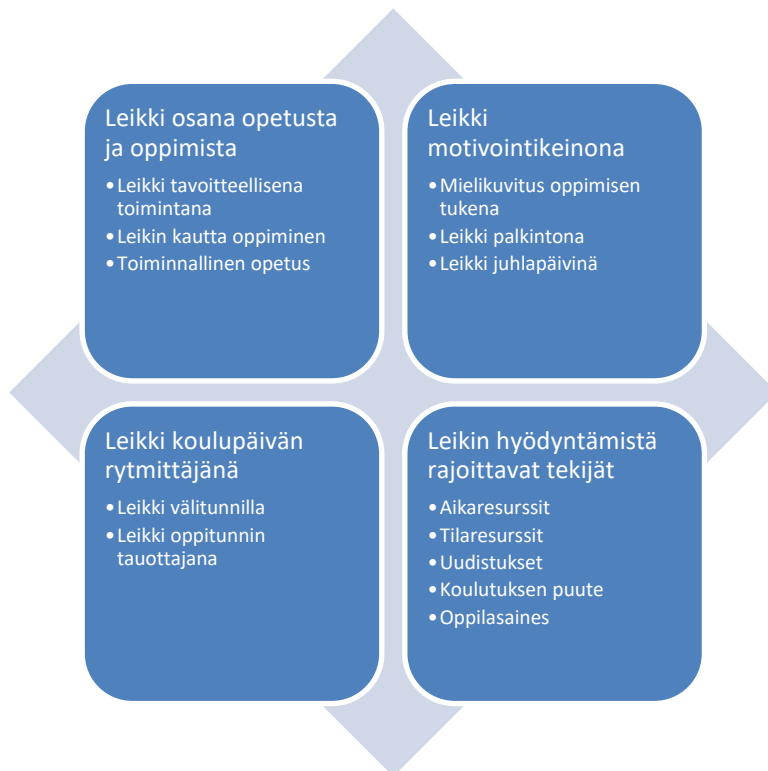 Leikki osana opetusta
ja oppimista
•Leikki tavoitteellisena
toimintana
•Leikin kautta oppiminen
•Toiminnallinen opetus
Leikki
motivointikeinona
•Mielikuvitus oppimisen
tukena
•Leikki palkintona
•Leikki juhlapäivinä
Leikki koulupäivän
rytmittäjänä
•Leikki välitunnilla
•Leikki oppitunnin
tauottajana
Leikin hyödyntämistä
rajoittavat tekijät
•Aikaresurssit
•Tilaresurssit
•Uudistukset
•Koulutuksen puute
•Oppilasaines